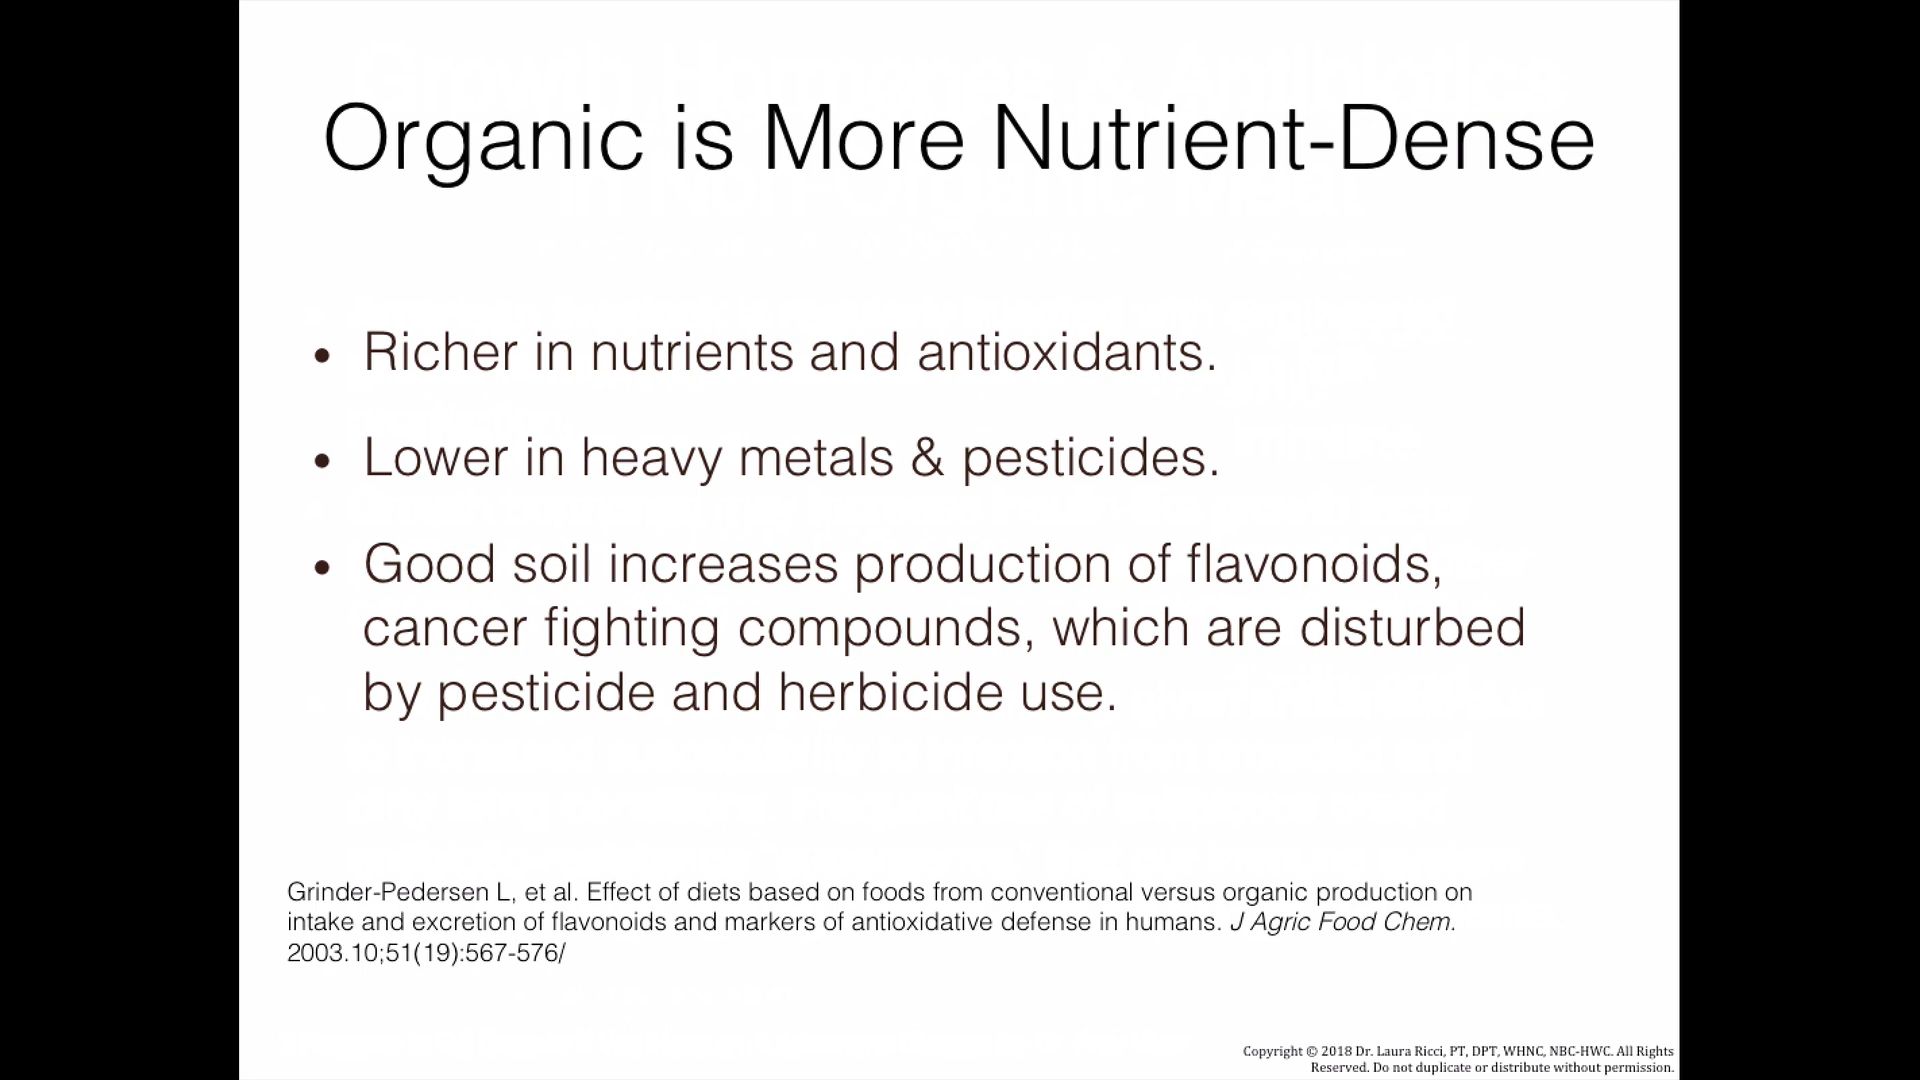 Organic is More Nutrient-Dense
• Richer in nutrients and antioxidants.
• Lower in heavy metals & pesticides.
• Good soil increases production of flavonoids,
cancer fighting compounds, which are disturbed
by pesticide and herbicide use.
Grinder-Pedersen L, et al. Effect of diets based on foods from conventional versus organic production on
intake and excretion of flavonoids and markers of antioxidative defense in humans. J Agric Food Chem.
2003.10;51(19):567-576/
Copyright © 2018 Dr. Laura Ricci, PT, DPT, WHNC, NBC-HWC. All Rights
Reserved. Do not duplicate or distribute without permission.